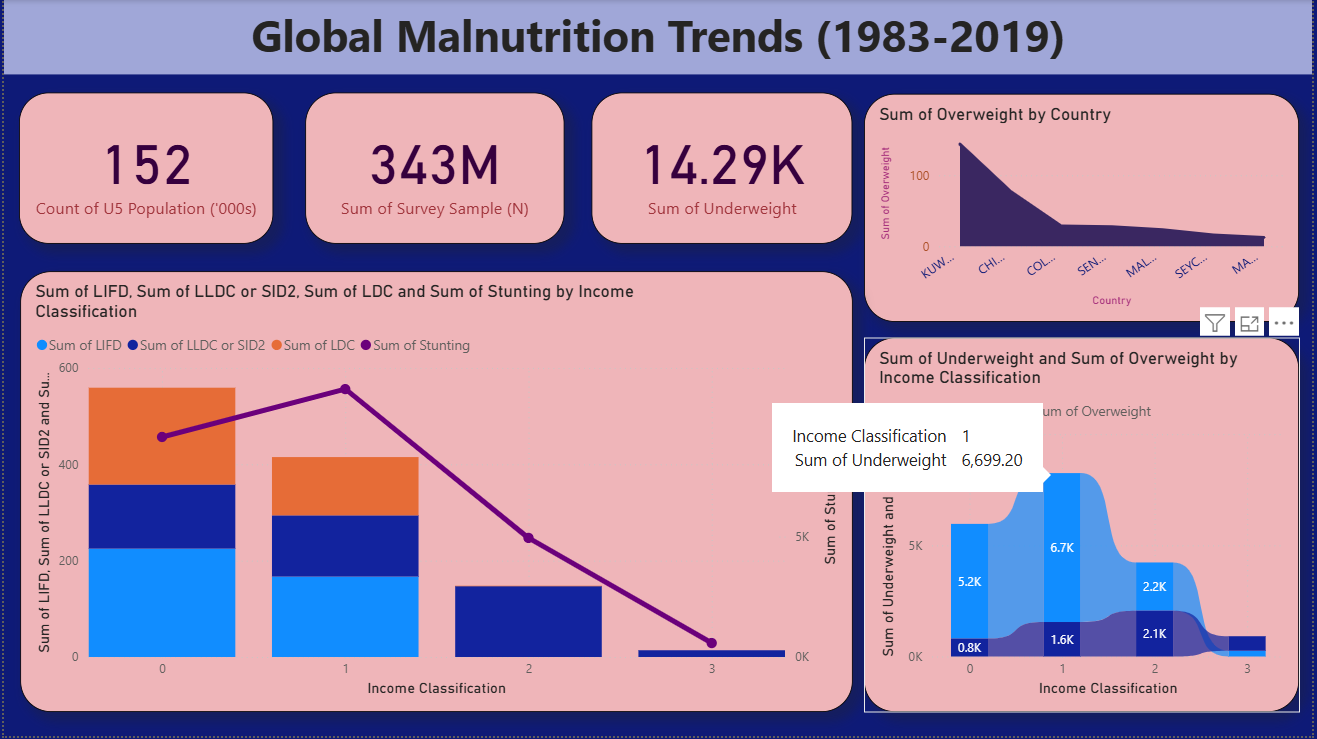 Global Malnutrition Trends (1983-2019)
152
Count of U5 Population ('000s)
343M
Sum of Survey Sample (N)
14.29K
Sum of Underweight
Sum of Overweight by Country
Sum of Overweight
100
0
KUW...
CHI...
COL...
SEN...
MAL...
SEYC...
MA...
Country
Sum of LIFD, Sum of LLDC or SID2, Sum of LDC and Sum of Stunting by Income
Classification
Sum of LIFD Sum of LLDC or SID2 Sum of LDC Sum of Stunting
Sum of LIFD, Sum of LLDC or SID2 and Su...
600
400
200
0
0 1 2 3
Income Classification
5K
0K
Sum of Stu
Sum of Underweight and Sum of Overweight by
Income Classification
um of Overweight
Income Classification 1
Sum of Underweight 6,699.20
Sum of Underweight and
5K
0K
5.2K
0.8K
6.7K
1.6K
2.2K
2.1K
0 1 2 3
Income Classification